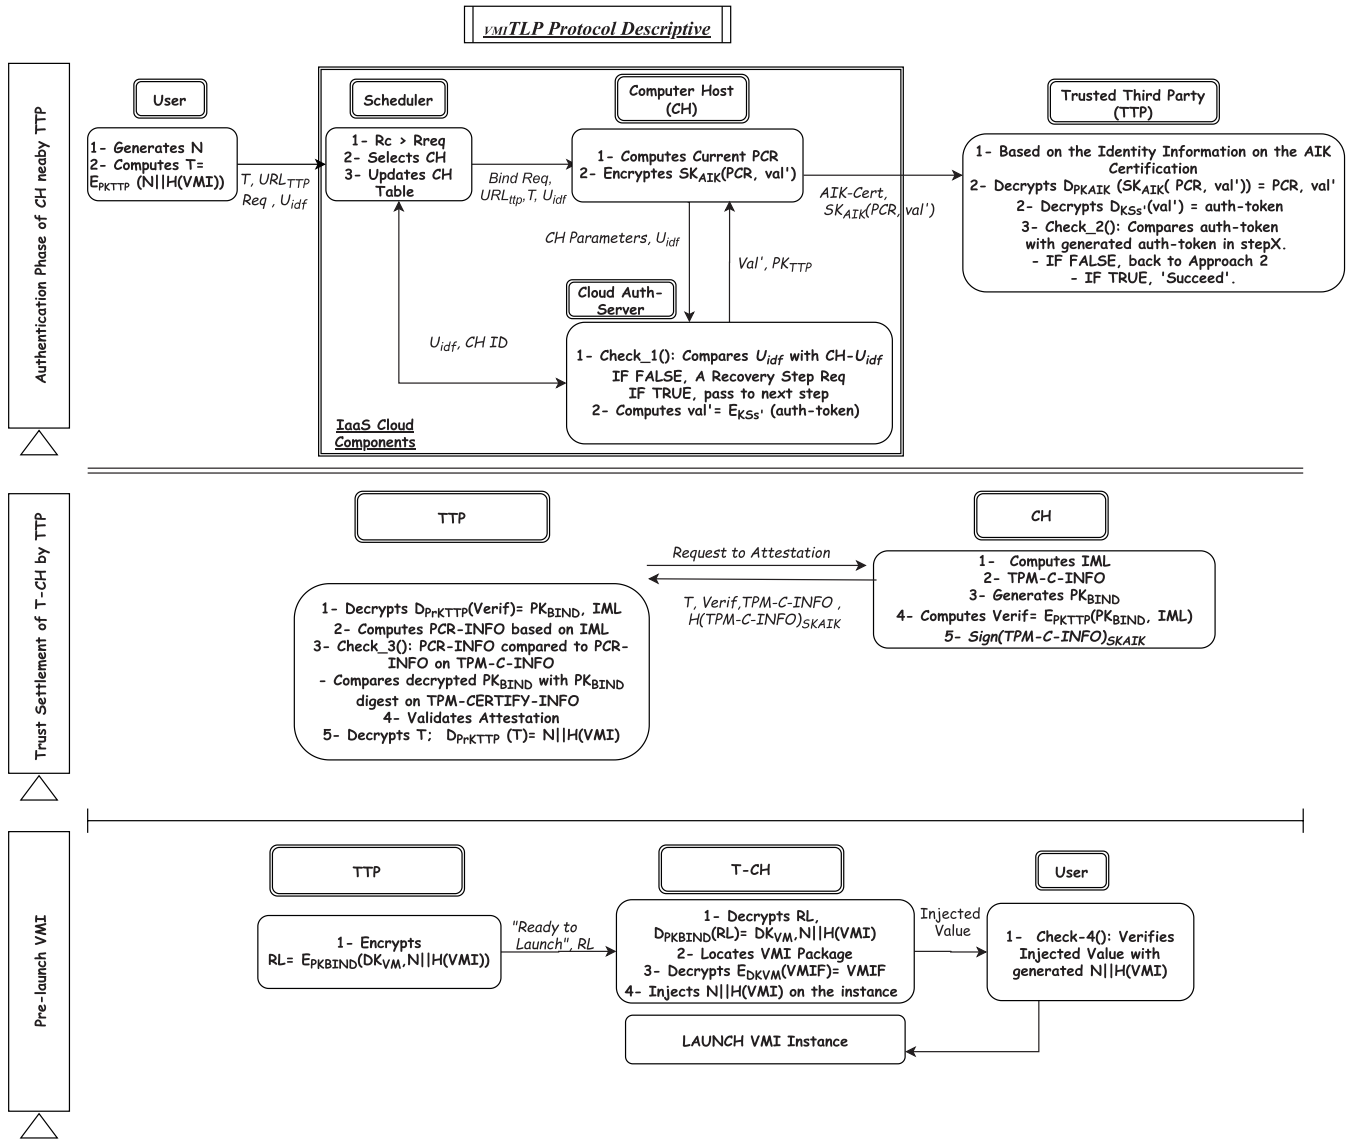 VMITLP Protocol Descriptive
Authentication Phase of CH neaby TTP
User
1- Generates N
2- Computes T=
EPKTTP (N||H(VMI))
T, URLTTP
Req , Uidf
Scheduler
1- Rc > Rreq
2- Selects CH
3- Updates CH
Table
Bind Req,
URLttp,T, Uidf
Computer Host
(CH)
1- Computes Current PCR
2- Encryptes SKAIK(PCR, val')
AIK-Cert,
SKAIK(PCR, val')
Trusted Third Party
(TTP)
1- Based on the Identity Information on the AIK
Certification
2- Decrypts DPKAIK (SKAIK( PCR, val')) = PCR, val'
2- Decrypts DKSs'(val') = auth-token
3- Check_2(): Compares auth-token
with generated auth-token in stepX.
- IF FALSE, back to Approach 2
- IF TRUE, 'Succeed'.
CH Parameters, Uidf
Val', PKTTP
Cloud Auth-
Server
Uidf, CH ID
1- Check_1(): Compares Uidf with CH-Uidf
IF FALSE, A Recovery Step Req
IF TRUE, pass to next step
2- Computes val'= EKSs' (auth-token)
IaaS Cloud
Components
Trust Settlement of T-CH by TTP
TTP
CH
Request to Attestation
T, Verif,TPM-C-INFO ,
H(TPM-C-INFO)SKAIK
1- Computes IML
2- TPM-C-INFO
3- Generates PKBIND
4- Computes Verif= EPKTTP(PKBIND, IML)
5- Sign(TPM-C-INFO)SKAIK
1- Decrypts DPrKTTP(Verif)= PKBIND, IML
2- Computes PCR-INFO based on IML
3- Check_3(): PCR-INFO compared to PCR-
INFO on TPM-C-INFO
- Compares decrypted PKBIND with PKBIND
digest on TPM-CERTIFY-INFO
4- Validates Attestation
5- Decrypts T; DPrKTTP (T)= N||H(VMI)
Pre-launch VMI
TTP
T-CH
User
1- Encrypts
RL= EPKBIND(DKVM,N||H(VMI))
"Ready to
Launch", RL
1- Decrypts RL,
DPKBIND(RL)= DKVM,N||H(VMI)
2- Locates VMI Package
3- Decrypts EDKVM(VMIF)= VMIF
4- Injects N||H(VMI) on the instance
Injected
Value
1- Check-4(): Verifies
Injected Value with
generated N||H(VMI)
LAUNCH VMI Instance